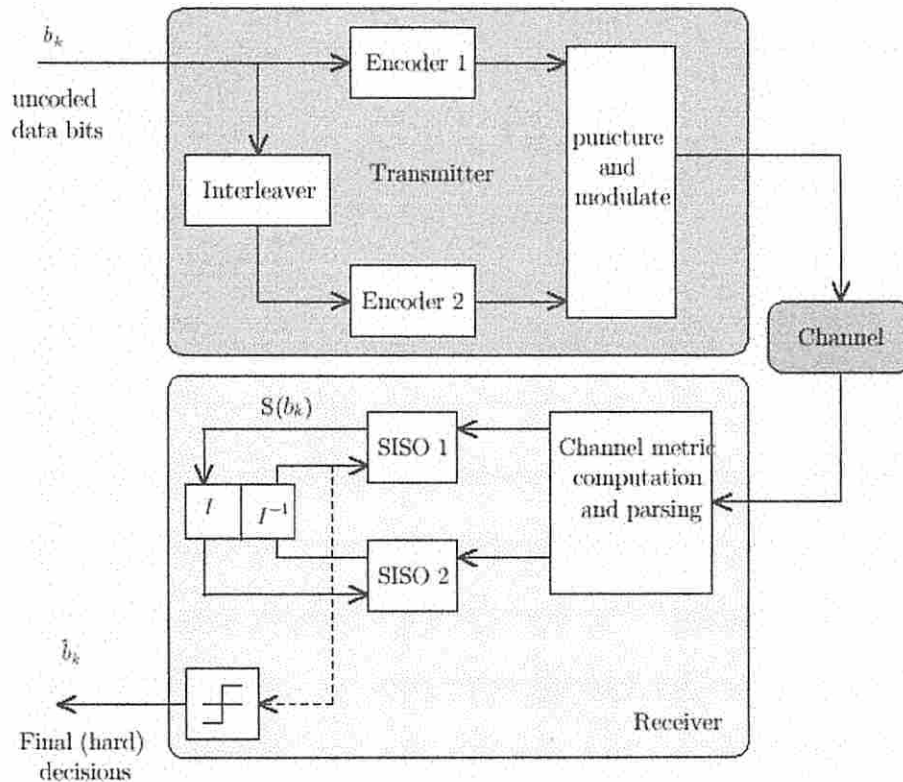 b_k
uncoded
data bits
Encoder 1
Interleaver
Transmitter
Encoder 2
puncture
and
modulate
Channel
S(b_k)
SISO 1
I
I^{-1}
SISO 2
Channel metric
computation
and parsing
b̂_k
Final (hard)
decisions
Receiver